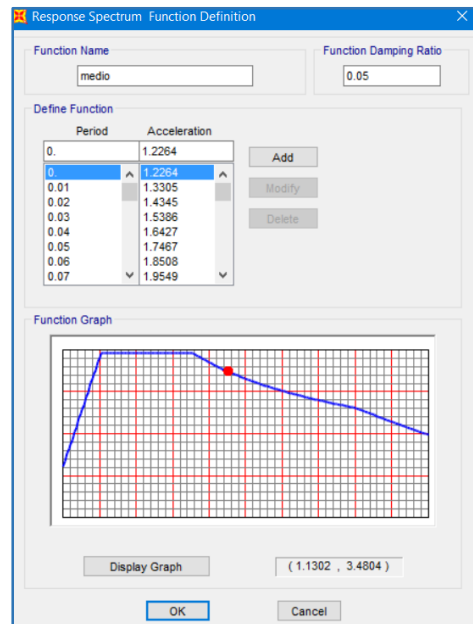 Response Spectrum Function Definition
Function Name
Function Damping Ratio
medio
0.05
Define Function
Period Acceleration
0. 1.2264
Add
0. 1.2264
0.01 1.3305
Modify
0.02 1.4345
0.03 1.5386
Delete
0.04 1.6427
0.05 1.7467
0.06 1.8508
0.07 1.9549
Function Graph
Display Graph
( 1.1302 , 3.4804 )
OK
Cancel